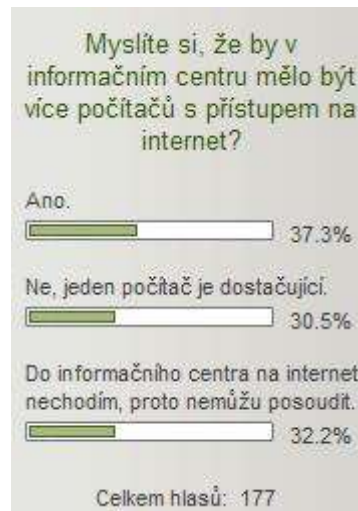 Myslíte si, že by v
informačním centru mělo být
více počítačů s přístupem na
internet?
Ano.
37.3%
Ne, jeden počítač je dostačující.
30.5%
Do informačního centra na internet
nechodím, proto nemůžu posoudit.
32.2%
Celkem hlasů: 177